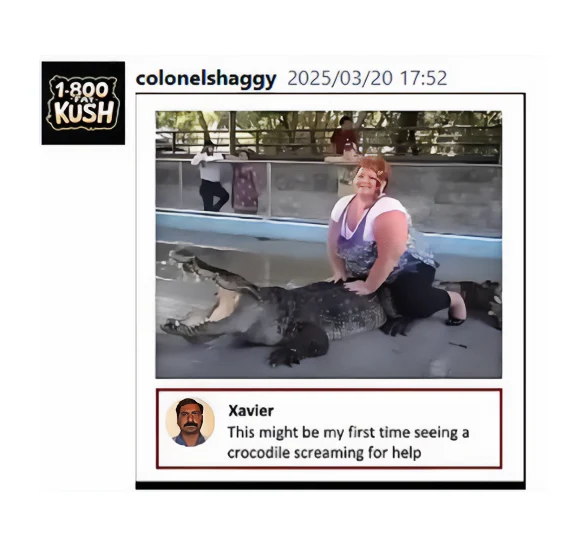 1-800
FAT
KUSH
colonelshaggy 2025/03/20 17:52
Xavier
This might be my first time seeing a
crocodile screaming for help